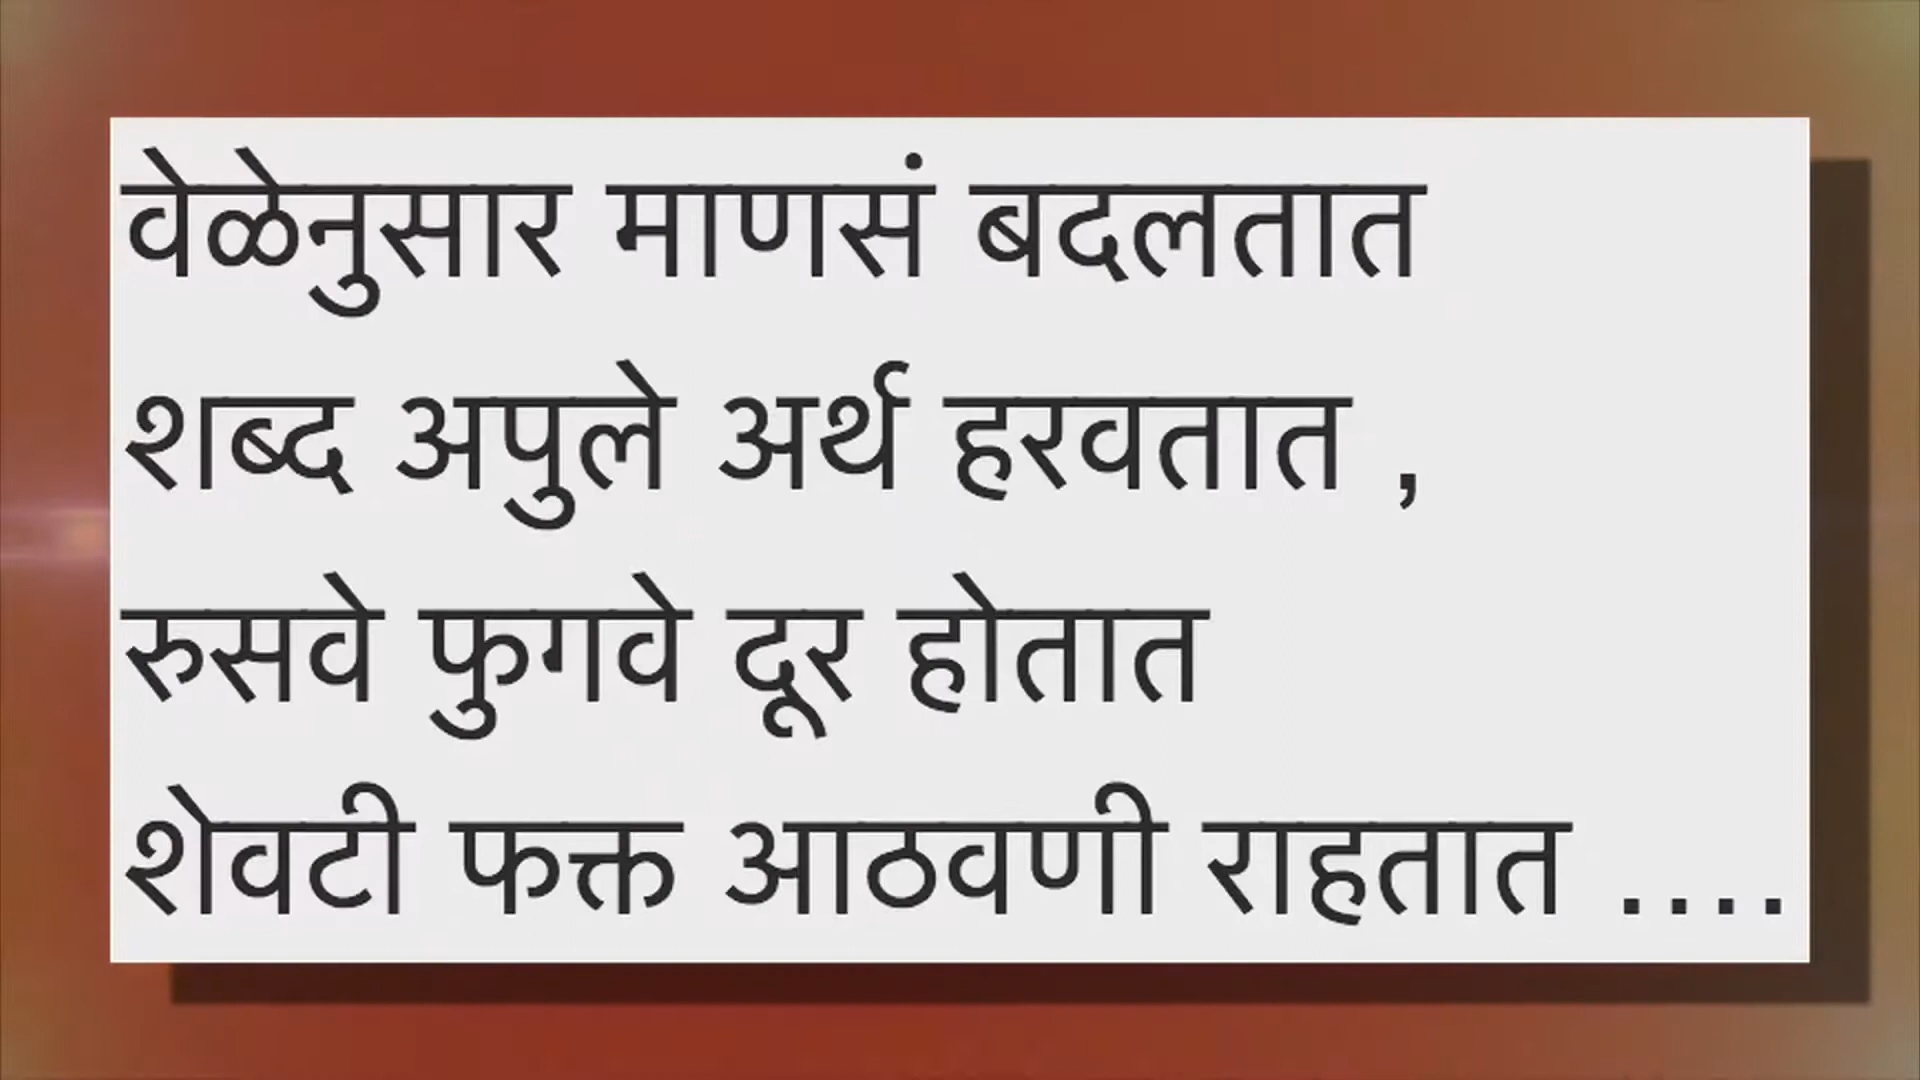 वेळेनुसार माणसं बदलतात
शब्द अपुले अर्थ हरवतात ,
रुसवे फुगवे दूर होतात
शेवटी फक्त आठवणी राहतात ....